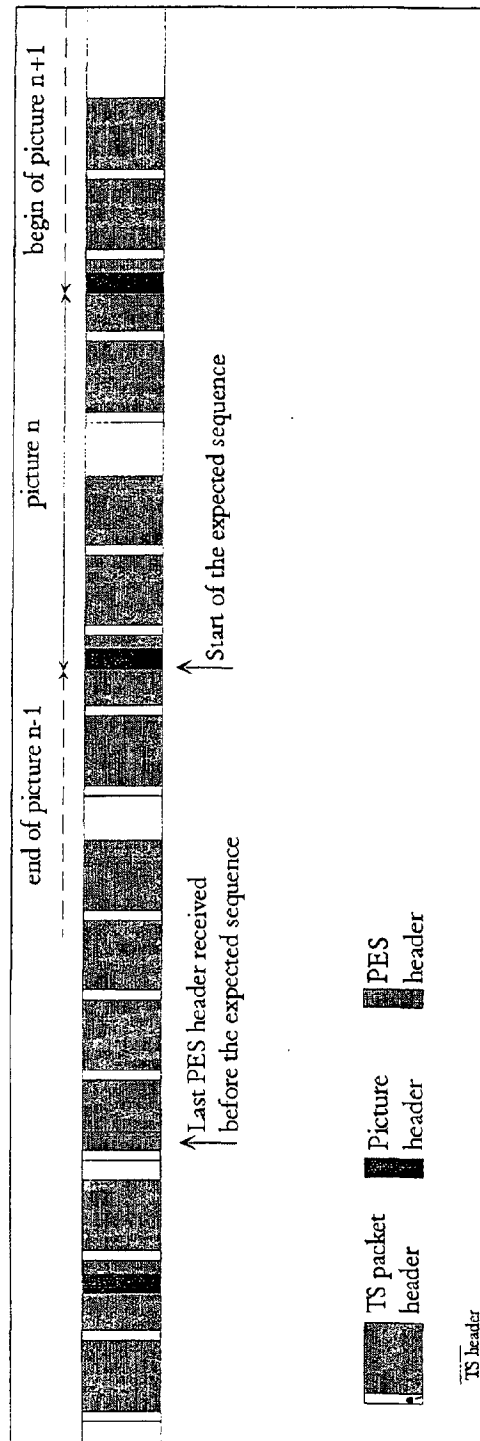 end of picture n-1
picture n
begin of picture n+1
Last PES header received
before the expected sequence
Start of the expected sequence
TS packet
header
Picture
header
PES
header
TS header